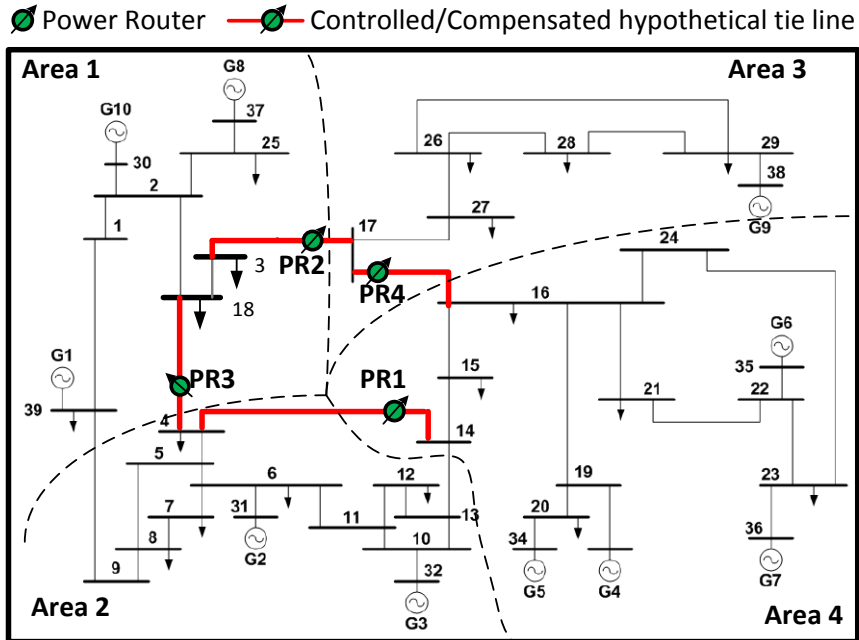 Power Router Controlled/Compensated hypothetical tie line
Area 1 Area 3
G8
G10 37
25 26 28 29
30 38
2
27
1 17 G9
24
PR2 3
PR4
18 16
G6
G1 15 35
PR3 PR1 21 22
39
4 14
5
6 12 19 23
7 31 13 20
11 36
8 10 34
G2
9 32 G5 G4 G7
Area 2 G3 Area 4